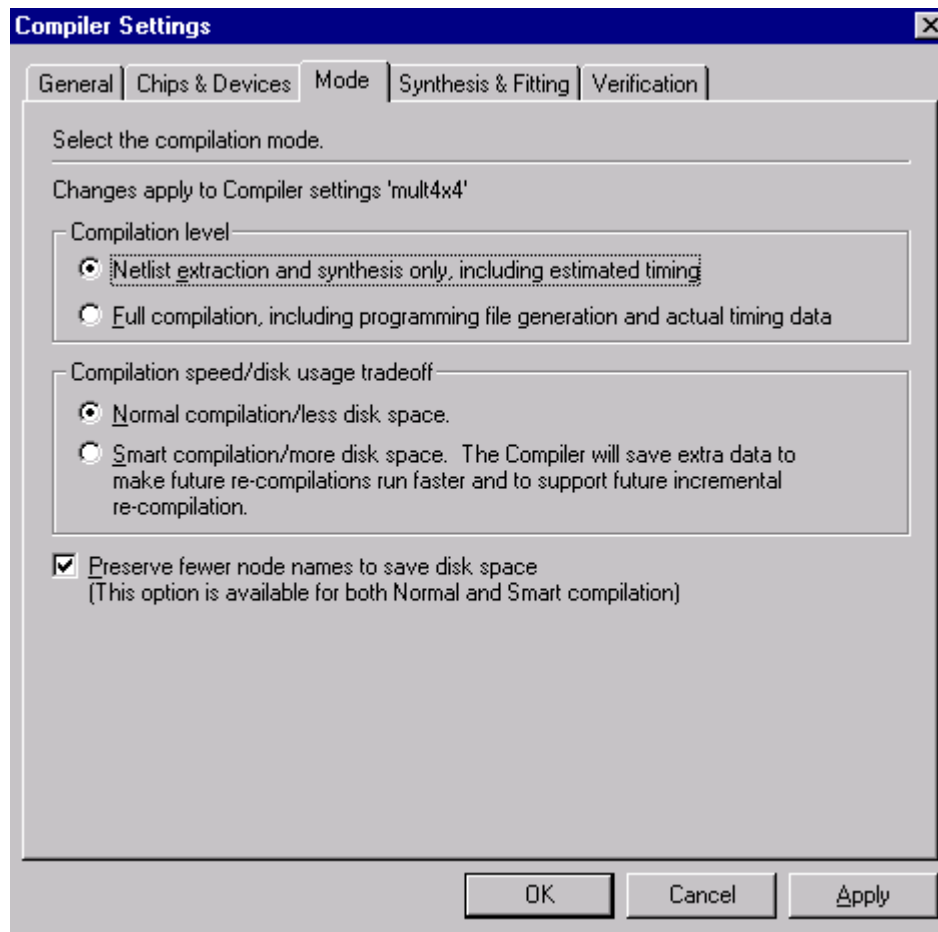 Compiler Settings
General Chips & Devices Mode Synthesis & Fitting Verification
Select the compilation mode.
Changes apply to Compiler settings 'mult4x4'
Compilation level
Netlist extraction and synthesis only, including estimated timing
Full compilation, including programming file generation and actual timing data
Compilation speed/disk usage tradeoff
Normal compilation/less disk space.
Smart compilation/more disk space. The Compiler will save extra data to
make future re-compilations run faster and to support future incremental
re-compilation.
Preserve fewer node names to save disk space
(This option is available for both Normal and Smart compilation)
OK Cancel Apply